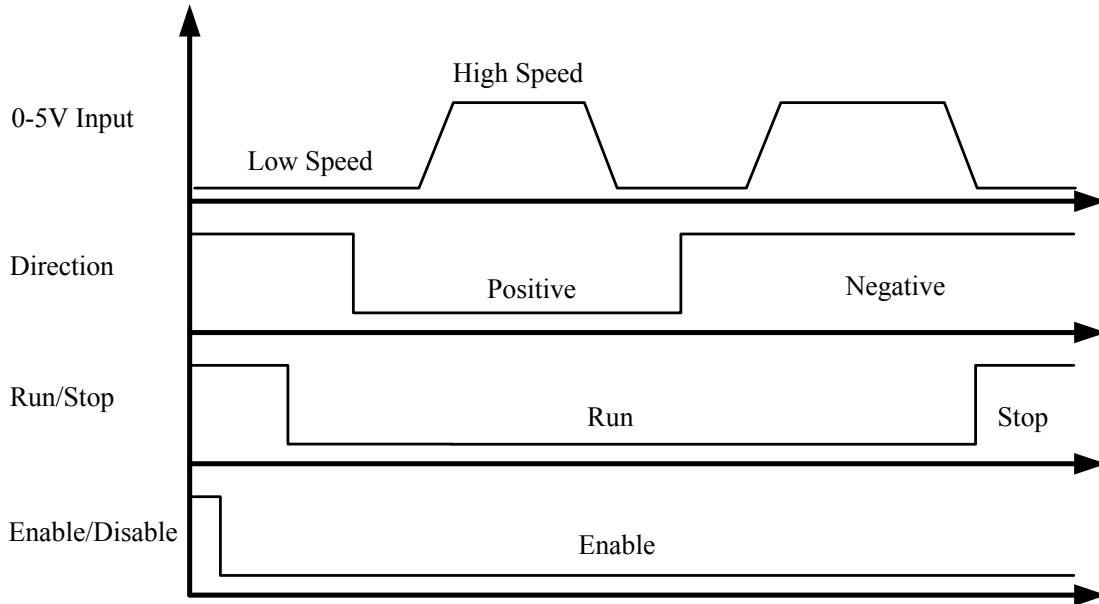 High Speed
0-5V Input
Low Speed
Direction
Positive
Negative
Run/Stop
Run
Stop
Enable/Disable
Enable